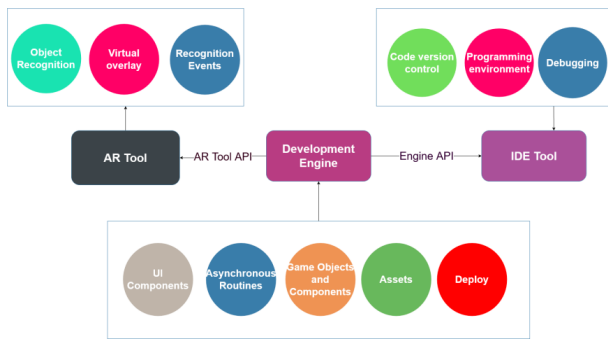 Object
Recognition
Virtual
overlay
Recognition
Events
Code version
control
Programming
environment
Debugging
AR Tool
AR Tool API
Development
Engine
Engine API
IDE Tool
UI
Components
Asynchronous
Routines
Game Objects
and
Components
Assets
Deploy